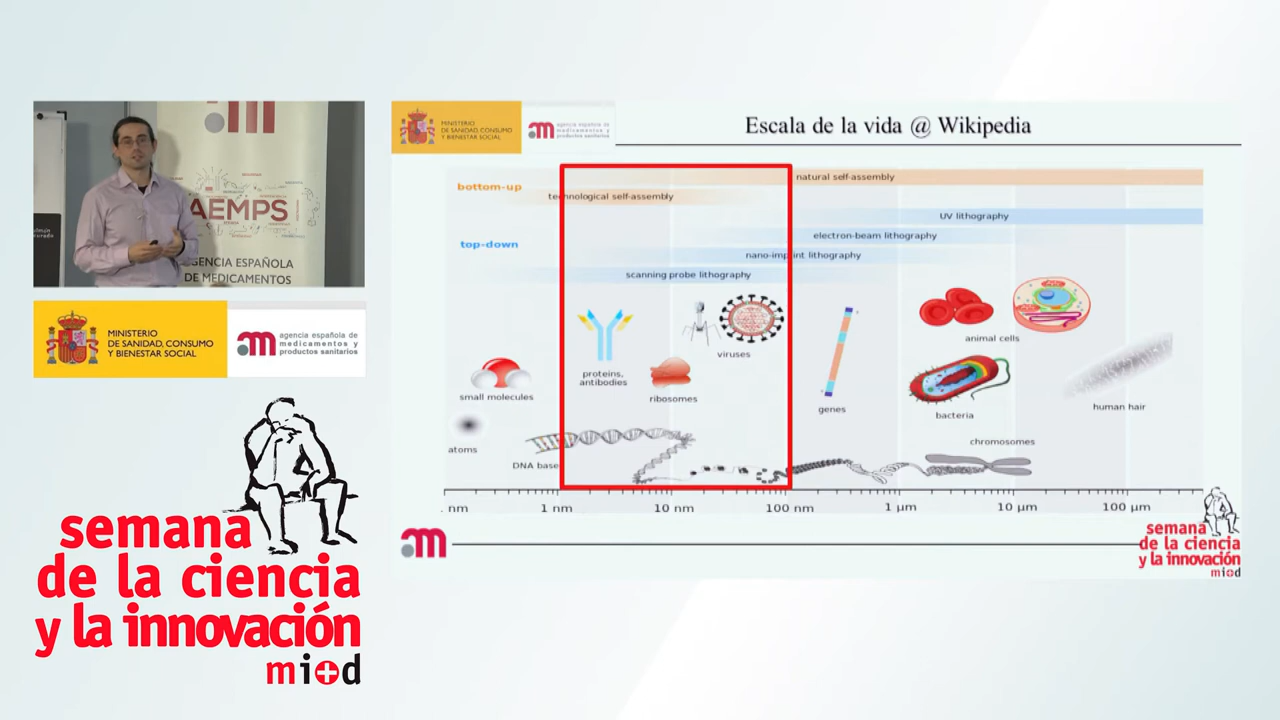 AEMPS
AGENCIA ESPAÑOLA
DE MEDICAMENTOS
MINISTERIO
DE SANIDAD, CONSUMO
Y BIENESTAR SOCIAL
agencia española de
medicamentos y
productos sanitarios
semana
de la ciencia
y la innovación
mi+d
MINISTERIO
DE SANIDAD, CONSUMO
Y BIENESTAR SOCIAL
agencia española de
medicamentos y
productos sanitarios
Escala de la vida @ Wikipedia
bottom-up
natural self-assembly
technological self-assembly
UV lithography
top-down
electron-beam lithography
nano-imprint lithography
scanning probe lithography
viruses
animal cells
proteins,
antibodies
small molecules
ribosomes
genes
bacteria
human hair
atoms
chromosomes
DNA base
. nm 1 nm 10 nm 100 nm 1 µm 10 µm 100 µm
semana
de la ciencia
y la innovación
mi+d